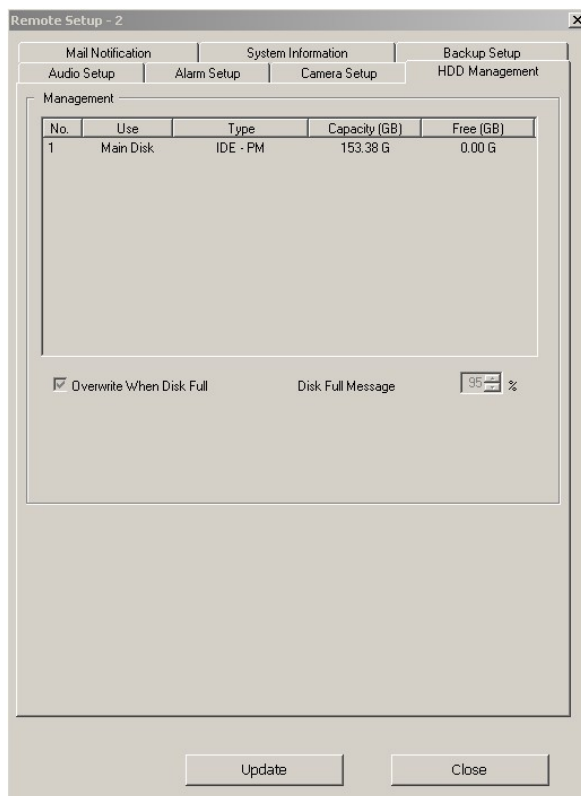 Remote Setup - 2
Mail Notification System Information Backup Setup
Audio Setup Alarm Setup Camera Setup HDD Management
Management
No. Use Type Capacity (GB) Free (GB)
1 Main Disk IDE - PM 153.38 G 0.00 G
Overwrite When Disk Full Disk Full Message 95 %
Update Close